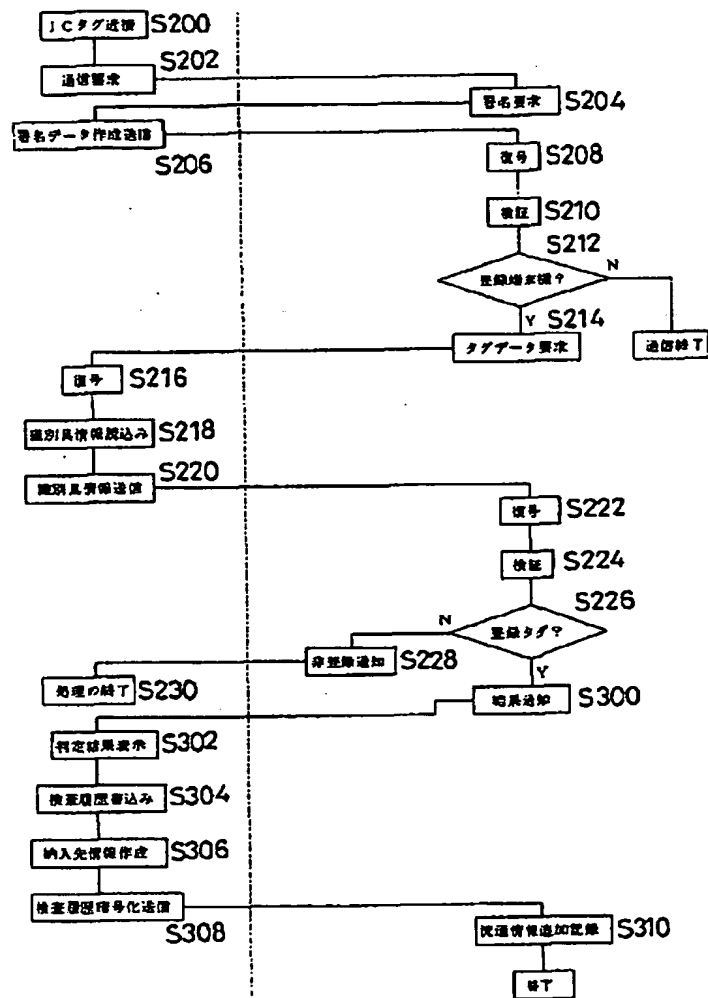 ICタグ近接 S200
S202
通信要求
署名要求 S204
署名データ作成送信
S206
復号 S208
検証 S210
S212
登録端末機?
N
Y S214
タグデータ要求
通信終了
復号 S216
識別具情報読込み S218
S220
識別具情報送信
復号 S222
検証 S224
S226
登録タグ?
N
非登録通知 S228
Y
処理の終了 S230
結果通知 S300
判定結果表示 S302
検査履歴書込み S304
納入先情報作成 S306
検査履歴暗号化送信
S308
流通情報追加記録 S310
終了